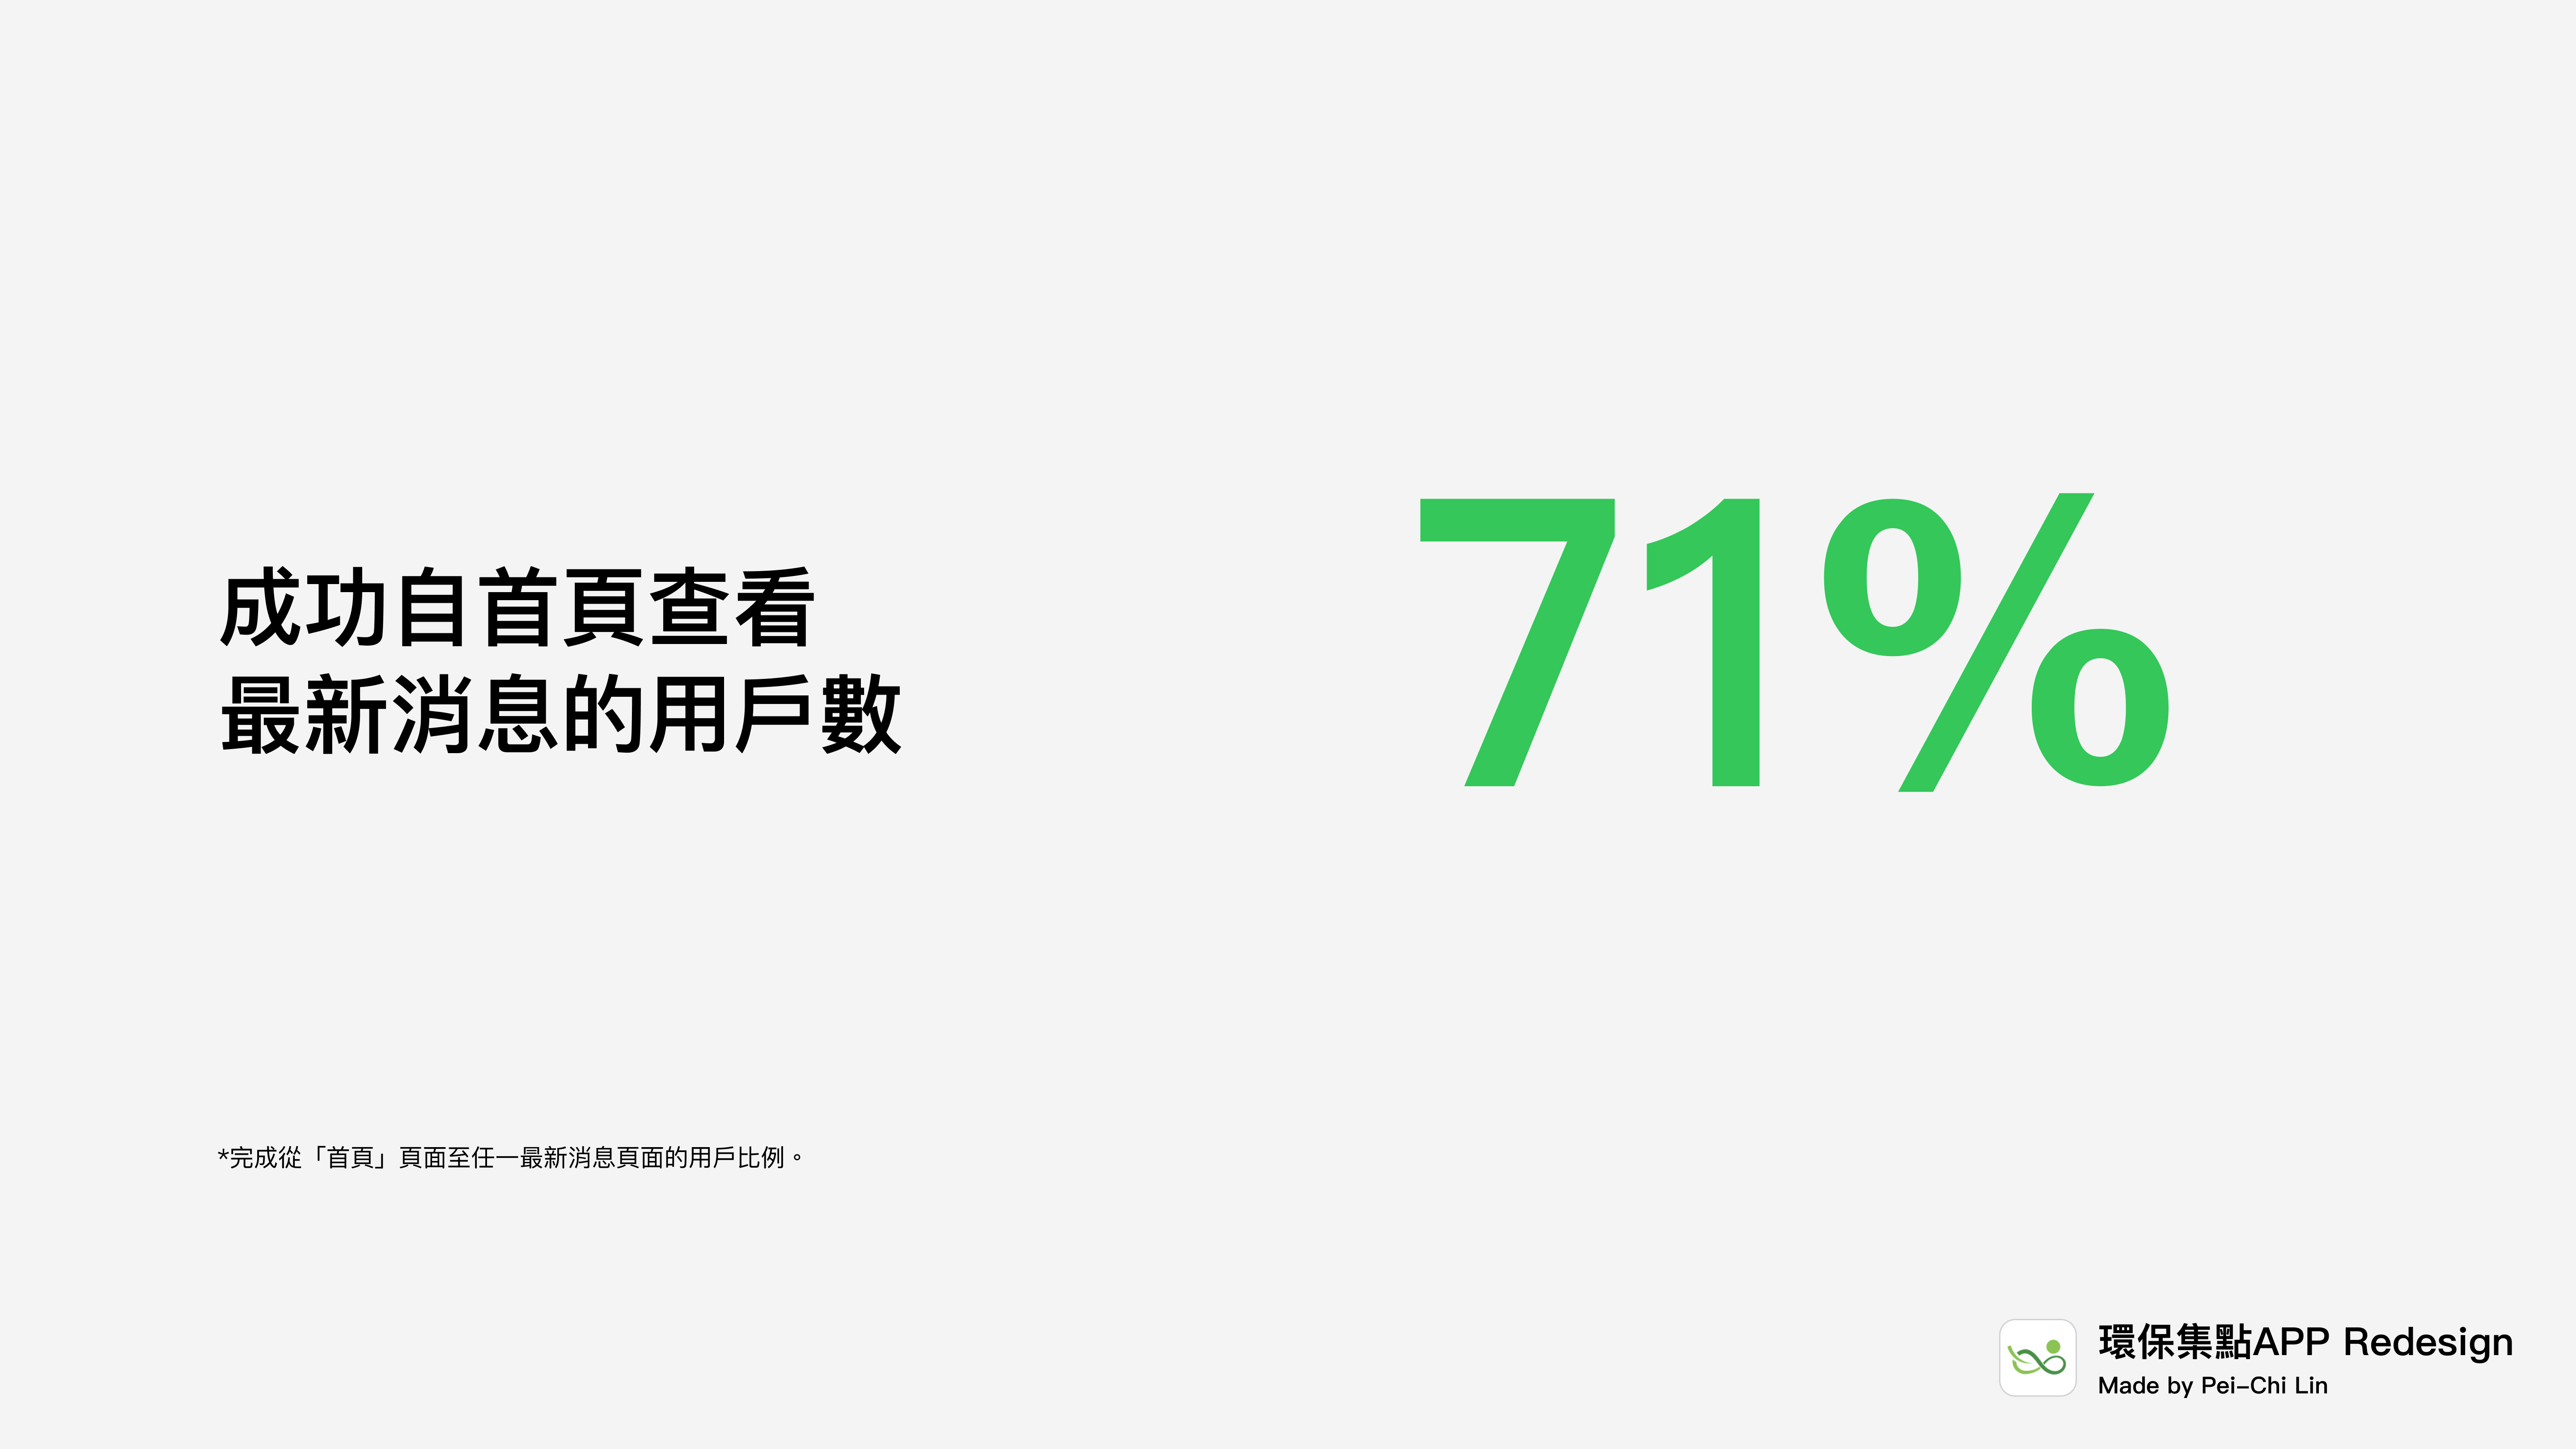 成功自首頁查看
最新消息的用戶數
71%
*完成從「首頁」頁面至任一最新消息頁面的用戶比例。
環保集點APP Redesign
Made by Pei-Chi Lin